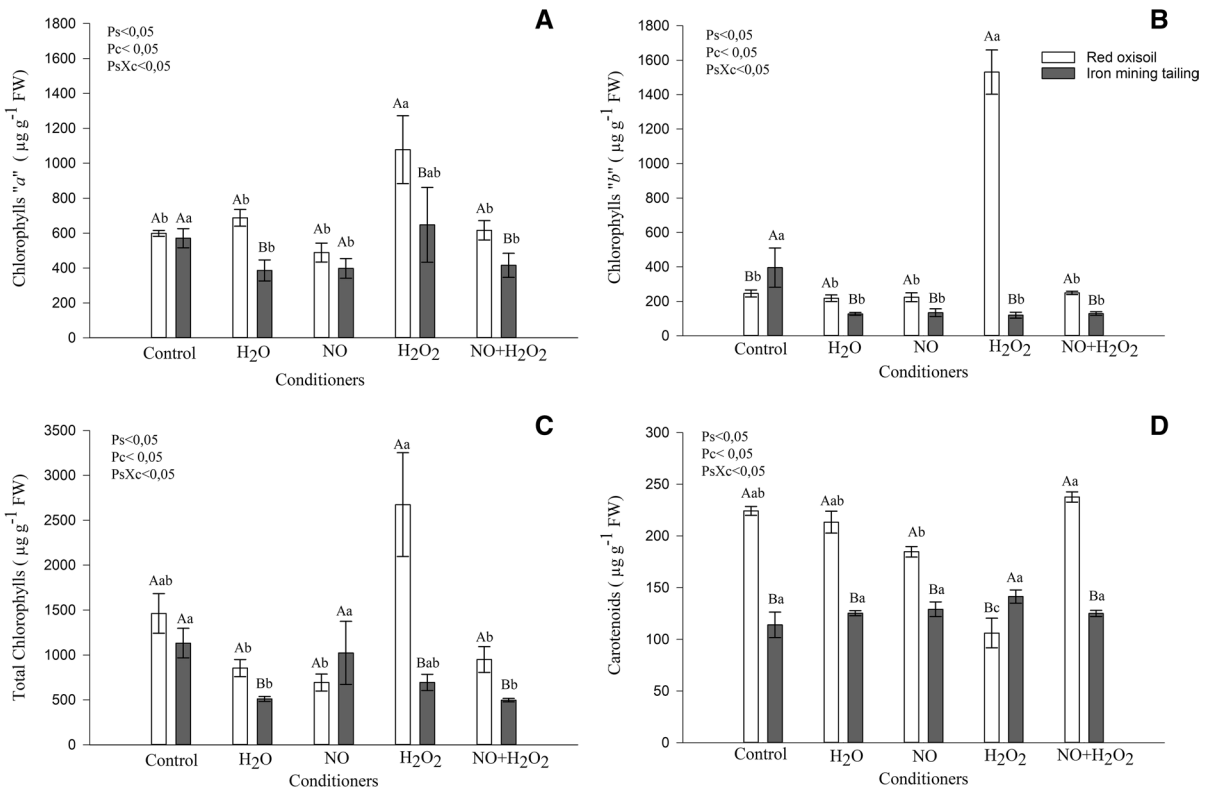 A
Ps<0,05
Pc< 0,05
PsXc<0,05
Chlorophylls "a" ( µg g-1 FW)
1800
1600
1400
1200
1000
800
600
400
200
0
Ab Aa
Ab
Bb
Ab Ab
Aa
Bab
Ab
Bb
Control H2O NO H2O2 NO+H2O2
Conditioners
B
Ps<0,05
Pc< 0,05
PsXc<0,05
Red oxisoil
Iron mining tailing
Chlorophylls "b" ( µg g-1 FW)
1800
1600
1400
1200
1000
800
600
400
200
0
Bb
Aa
Ab
Bb
Ab
Bb
Aa
Bb
Ab
Bb
Control H2O NO H2O2 NO+H2O2
Conditioners
C
Ps<0,05
Pc< 0,05
PsXc<0,05
Total Chlorophylls ( µg g-1 FW)
3500
3000
2500
2000
1500
1000
500
0
Aab
Aa
Ab
Bb
Ab
Aa
Aa
Bab
Ab
Bb
Control H2O NO H2O2 NO+H2O2
Conditioners
D
Ps<0,05
Pc< 0,05
PsXc<0,05
Carotenoids ( µg g-1 FW)
300
250
200
150
100
50
0
Aab
Ba
Aab
Ba
Ab
Ba
Bc
Aa
Aa
Ba
Control H2O NO H2O2 NO+H2O2
Conditioners